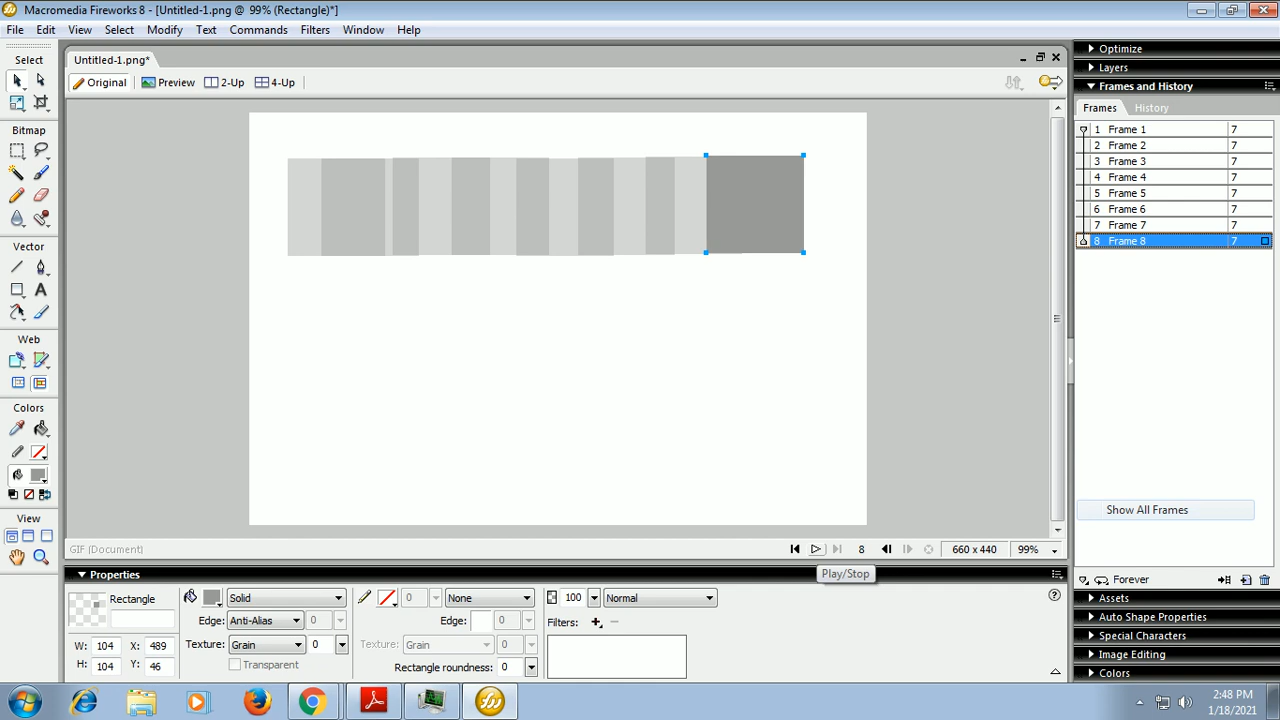 Macromedia Fireworks 8 - [Untitled-1.png @ 99% (Rectangle)*]
File Edit View Select Modify Text Commands Filters Window Help
Select
Bitmap
Vector
Web
Colors
View
Untitled-1.png*
Original Preview 2-Up 4-Up
GIF (Document)
8 660 x 440 99%
Play/Stop
Optimize
Layers
Frames and History
Frames History
1 Frame 1 7
2 Frame 2 7
3 Frame 3 7
4 Frame 4 7
5 Frame 5 7
6 Frame 6 7
7 Frame 7 7
8 Frame 8 7
Show All Frames
Forever
Assets
Auto Shape Properties
Special Characters
Image Editing
Colors
Properties
Rectangle
W: 104 X: 489
H: 104 Y: 46
Solid
Edge: Anti-Alias 0
Texture: Grain 0
Transparent
0 None
Edge: 0
Texture: Grain 0
Rectangle roundness: 0
100 Normal
Filters:
2:48 PM
1/18/2021